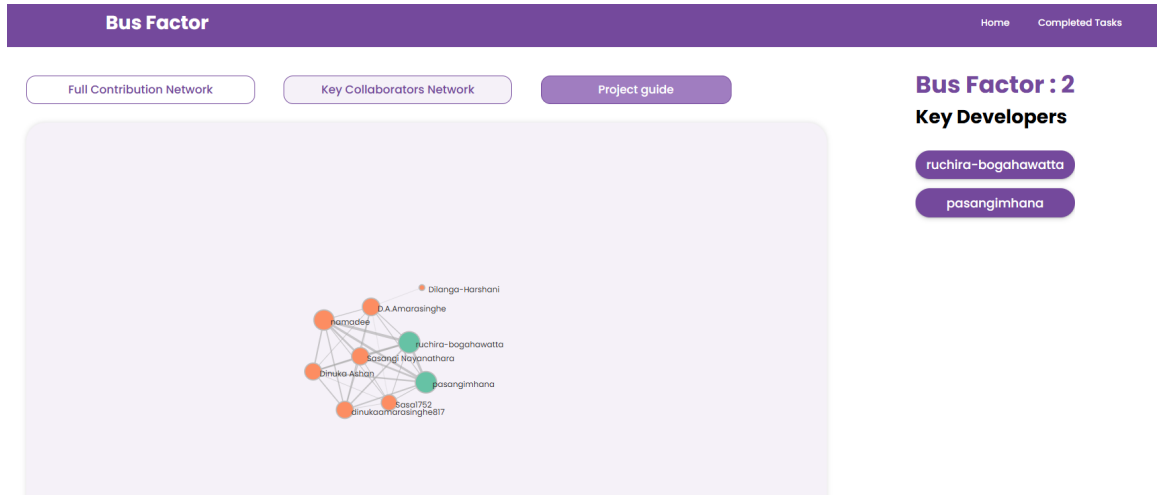 Bus Factor
Home
Completed Tasks
Full Contribution Network
Key Collaborators Network
Project guide
Bus Factor : 2
Key Developers
ruchira-bogahawatta
pasangimhana
Dilanga-Harshani
D.A.Amarasinghe
namadee
ruchira-bogahawatta
Sasangi Nayanathara
Dinuka Ashan
pasangimhana
Sasa1752
dinukaamarasinghe817